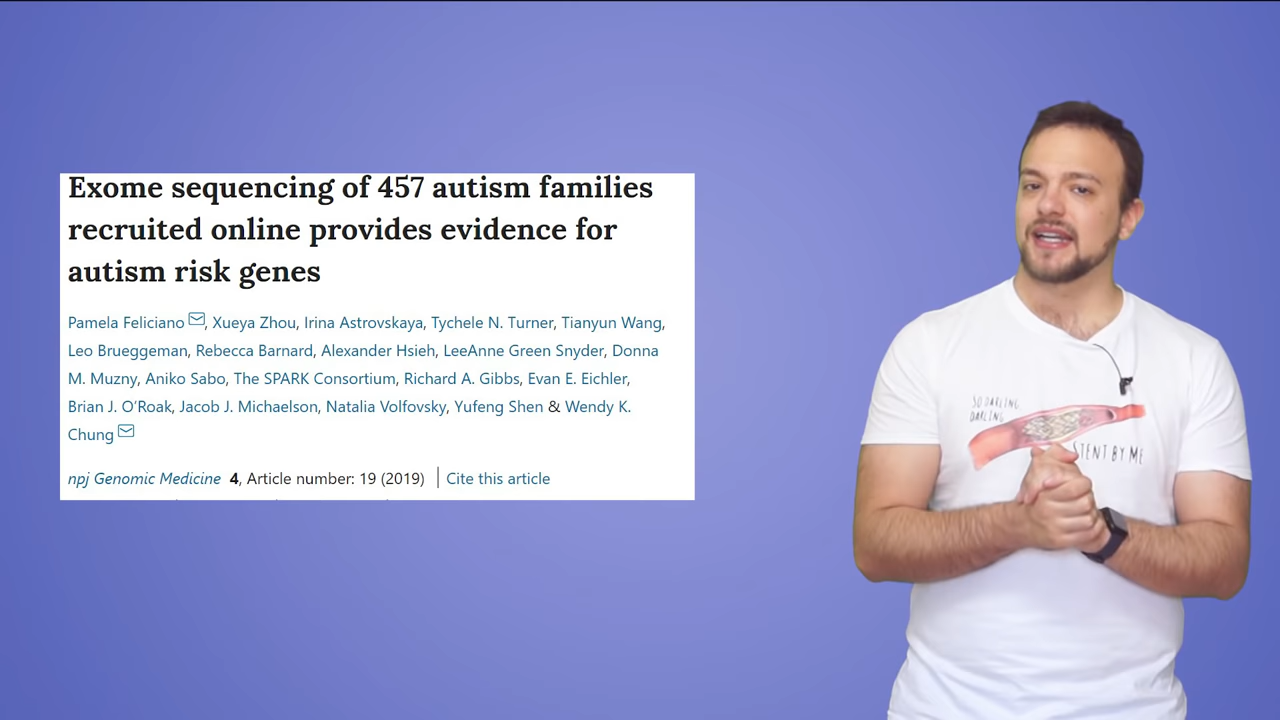 Exome sequencing of 457 autism families
recruited online provides evidence for
autism risk genes
Pamela Feliciano, Xueya Zhou, Irina Astrovskaya, Tychele N. Turner, Tianyun Wang,
Leo Brueggeman, Rebecca Barnard, Alexander Hsieh, LeeAnne Green Snyder, Donna
M. Muzny, Aniko Sabo, The SPARK Consortium, Richard A. Gibbs, Evan E. Eichler,
Brian J. O’Roak, Jacob J. Michaelson, Natalia Volfovsky, Yufeng Shen & Wendy K.
Chung
npj Genomic Medicine 4, Article number: 19 (2019) | Cite this article
SO DARLING
DARLING
STENT BY ME